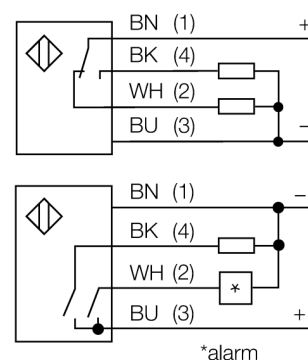 BN (1) +
BK (4)
WH (2)
BU (3) –
BN (1) –
BK (4)
WH (2) *
BU (3) +
*alarm